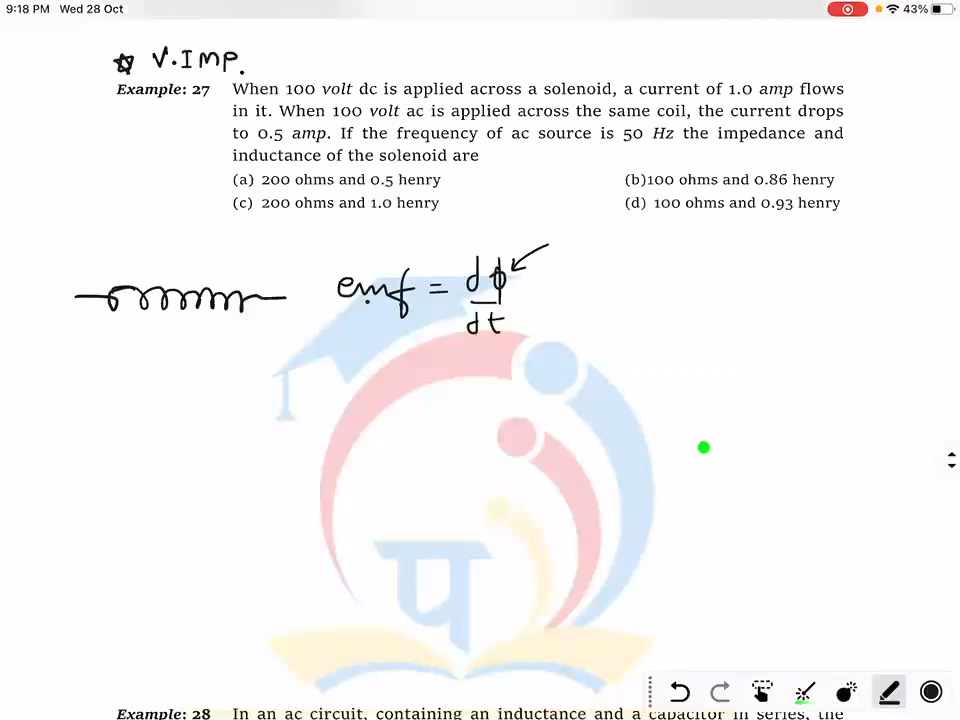 9:18 PM Wed 28 Oct
43%
V. Imp.
Example: 27 When 100 volt dc is applied across a solenoid, a current of 1.0 amp flows
in it. When 100 volt ac is applied across the same coil, the current drops
to 0.5 amp. If the frequency of ac source is 50 Hz the impedance and
inductance of the solenoid are
(a) 200 ohms and 0.5 henry (b)100 ohms and 0.86 henry
(c) 200 ohms and 1.0 henry (d) 100 ohms and 0.93 henry
emf = dϕ/dt
प
Example: 28 In an ac circuit, containing an inductance and a capacitor in series, the